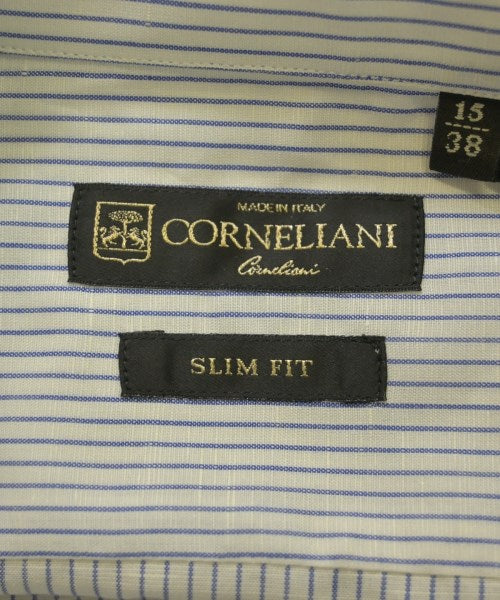 15
38
MADE IN ITALY
CORNELIANI
Corneliani
SLIM FIT